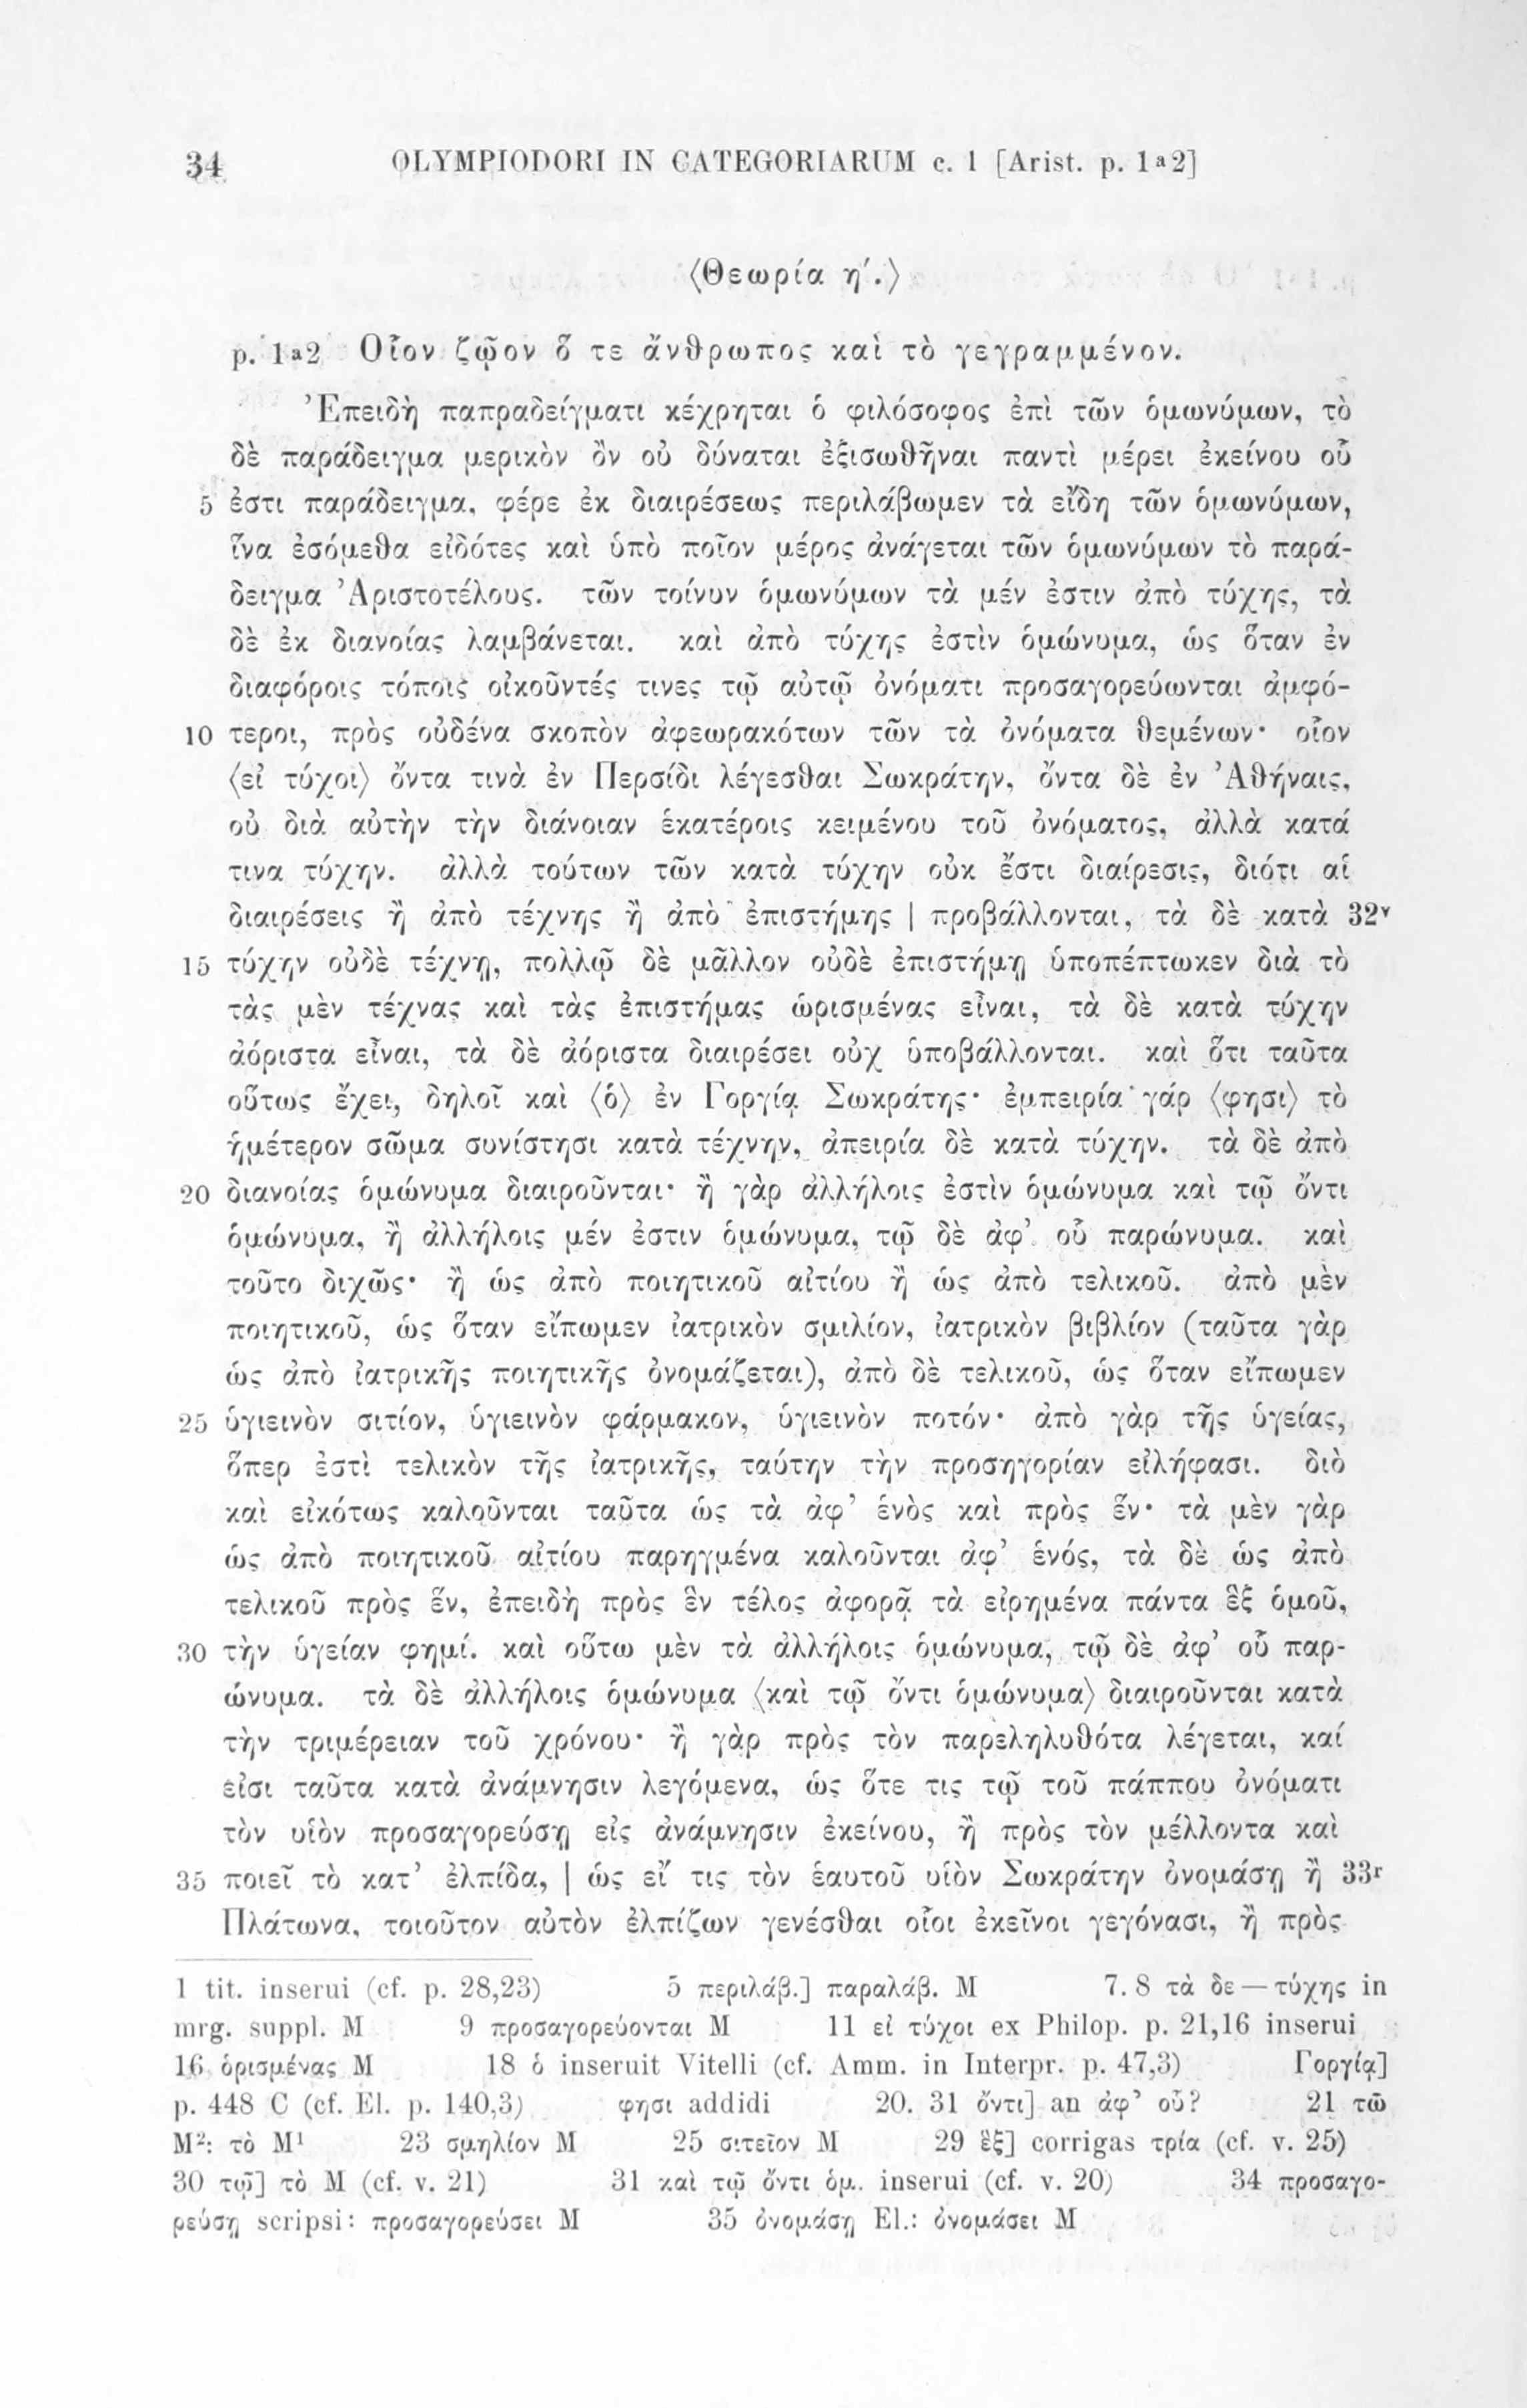 34 OLYMPIODORI IN CATEGORIARUM c. 1 [Arist. p. 1ª2]
⟨Θεωρία η΄.⟩
p. 1ª2 Οἷον ζῷον ὅ τε ἄνθρωπος καὶ τὸ γεγραμμένον.
Ἐπειδὴ παπραδείγματι κέχρηται ὁ φιλόσοφος ἐπὶ τῶν ὁμωνύμων, τὸ
δὲ παράδειγμα μερικὸν ὂν οὐ δύναται ἐξισωθῆναι παντὶ μέρει ἐκείνου οὗ
5 ἐστι παράδειγμα, φέρε ἐκ διαιρέσεως περιλάβωμεν τὰ εἴδη τῶν ὁμωνύμων,
ἵνα ἐσόμεθα εἰδότες καὶ ὑπὸ ποῖον μέρος ἀνάγεται τῶν ὁμωνύμων τὸ παρά-
δειγμα Ἀριστοτέλους. τῶν τοίνυν ὁμωνύμων τὰ μέν ἐστιν ἀπὸ τύχης, τὰ
δὲ ἐκ διανοίας λαμβάνεται. καὶ ἀπὸ τύχης ἐστὶν ὁμώνυμα, ὡς ὅταν ἐν
διαφόροις τόποις οἰκοῦντές τινες τῷ αὐτῷ ὀνόματι προσαγορεύωνται ἀμφό-
10 τεροι, πρὸς οὐδένα σκοπὸν ἀφεωρακότων τῶν τὰ ὀνόματα θεμένων· οἷον
⟨εἰ τύχοι⟩ ὄντα τινὰ ἐν Περσίδι λέγεσθαι Σωκράτην, ὄντα δὲ ἐν Ἀθήναις,
οὐ διὰ αὐτὴν τὴν διάνοιαν ἑκατέροις κειμένου τοῦ ὀνόματος, ἀλλὰ κατά
τινα τύχην. ἀλλὰ τούτων τῶν κατὰ τύχην οὐκ ἔστι διαίρεσις, διότι αἱ
διαιρέσεις ἢ ἀπὸ τέχνης ἢ ἀπὸ ἐπιστήμης | προβάλλονται, τὰ δὲ κατὰ 32ᵛ
15 τύχην οὐδὲ τέχνῃ, πολλῷ δὲ μᾶλλον οὐδὲ ἐπιστήμῃ ὑποπέπτωκεν διὰ τὸ
τὰς μὲν τέχνας καὶ τὰς ἐπιστήμας ὡρισμένας εἶναι, τὰ δὲ κατὰ τύχην
ἀόριστα εἶναι, τὰ δὲ ἀόριστα διαιρέσει οὐχ ὑποβάλλονται. καὶ ὅτι ταῦτα
οὕτως ἔχει, δηλοῖ καὶ ⟨ὁ⟩ ἐν Γοργίᾳ Σωκράτης· ἐμπειρία γάρ ⟨φησι⟩ τὸ
ἡμέτερον σῶμα συνίστησι κατὰ τέχνην, ἀπειρία δὲ κατὰ τύχην. τὰ δὲ ἀπὸ
20 διανοίας ὁμώνυμα διαιροῦνται· ἢ γὰρ ἀλλήλοις ἐστὶν ὁμώνυμα καὶ τῷ ὄντι
ὁμώνυμα, ἢ ἀλλήλοις μέν ἐστιν ὁμώνυμα, τῷ δὲ ἀφ’ οὗ παρώνυμα. καὶ
τοῦτο διχῶς· ἢ ὡς ἀπὸ ποιητικοῦ αἰτίου ἢ ὡς ἀπὸ τελικοῦ. ἀπὸ μὲν
ποιητικοῦ, ὡς ὅταν εἴπωμεν ἰατρικὸν σμιλίον, ἰατρικὸν βιβλίον (ταῦτα γὰρ
ὡς ἀπὸ ἰατρικῆς ποιητικῆς ὀνομάζεται), ἀπὸ δὲ τελικοῦ, ὡς ὅταν εἴπωμεν
25 ὑγιεινὸν σιτίον, ὑγιεινὸν φάρμακον, ὑγιεινὸν ποτόν· ἀπὸ γὰρ τῆς ὑγείας,
ὅπερ ἐστὶ τελικὸν τῆς ἰατρικῆς, ταύτην τὴν προσηγορίαν εἰλήφασι. διὸ
καὶ εἰκότως καλοῦνται ταῦτα ὡς τὰ ἀφ’ ἑνὸς καὶ πρὸς ἕν· τὰ μὲν γὰρ
ὡς ἀπὸ ποιητικοῦ αἰτίου παρηγμένα καλοῦνται ἀφ’ ἑνός, τὰ δὲ ὡς ἀπὸ
τελικοῦ πρὸς ἕν, ἐπειδὴ πρὸς ἓν τέλος ἀφορᾷ τὰ εἰρημένα πάντα ἓξ ὁμοῦ,
30 τὴν ὑγείαν φημί. καὶ οὕτω μὲν τὰ ἀλλήλοις ὁμώνυμα, τῷ δὲ ἀφ’ οὗ παρ-
ώνυμα. τὰ δὲ ἀλλήλοις ὁμώνυμα ⟨καὶ τῷ ὄντι ὁμώνυμα⟩ διαιροῦνται κατὰ
τὴν τριμέρειαν τοῦ χρόνου· ἢ γὰρ πρὸς τὸν παρεληλυθότα λέγεται, καί
εἰσι ταῦτα κατὰ ἀνάμνησιν λεγόμενα, ὡς ὅτε τις τῷ τοῦ πάππου ὀνόματι
τὸν υἱὸν προσαγορεύσῃ εἰς ἀνάμνησιν ἐκείνου, ἢ πρὸς τὸν μέλλοντα καὶ
35 ποιεῖ τὸ κατ’ ἐλπίδα, | ὡς εἴ τις τὸν ἑαυτοῦ υἱὸν Σωκράτην ὀνομάσῃ ἢ 33ʳ
Πλάτωνα, τοιοῦτον αὐτὸν ἐλπίζων γενέσθαι οἷοι ἐκεῖνοι γεγόνασι, ἢ πρὸς
1 tit. inserui (cf. p. 28,23) 5 περιλάβ.] παραλάβ. M 7. 8 τὰ δε — τύχης in
mrg. suppl. M 9 προσαγορεύονται M 11 εἰ τύχοι ex Philop. p. 21,16 inserui
16 ὁρισμένας M 18 ὁ inseruit Vitelli (cf. Amm. in Interpr. p. 47,3) Γοργίᾳ]
p. 448 C (cf. El. p. 140,3) φησι addidi 20. 31 ὄντι] an ἀφ’ οὗ? 21 τῶ
M²: τὸ M¹ 23 σμηλίον M 25 σιτεῖον M 29 ἓξ] corrigas τρία (cf. v. 25)
30 τῷ] τὸ M (cf. v. 21) 31 καὶ τῷ ὄντι ὁμ. inserui (cf. v. 20) 34 προσαγο-
ρεύσῃ scripsi: προσαγορεύσει M 35 ὀνομάσῃ El.: ὀνομάσει M